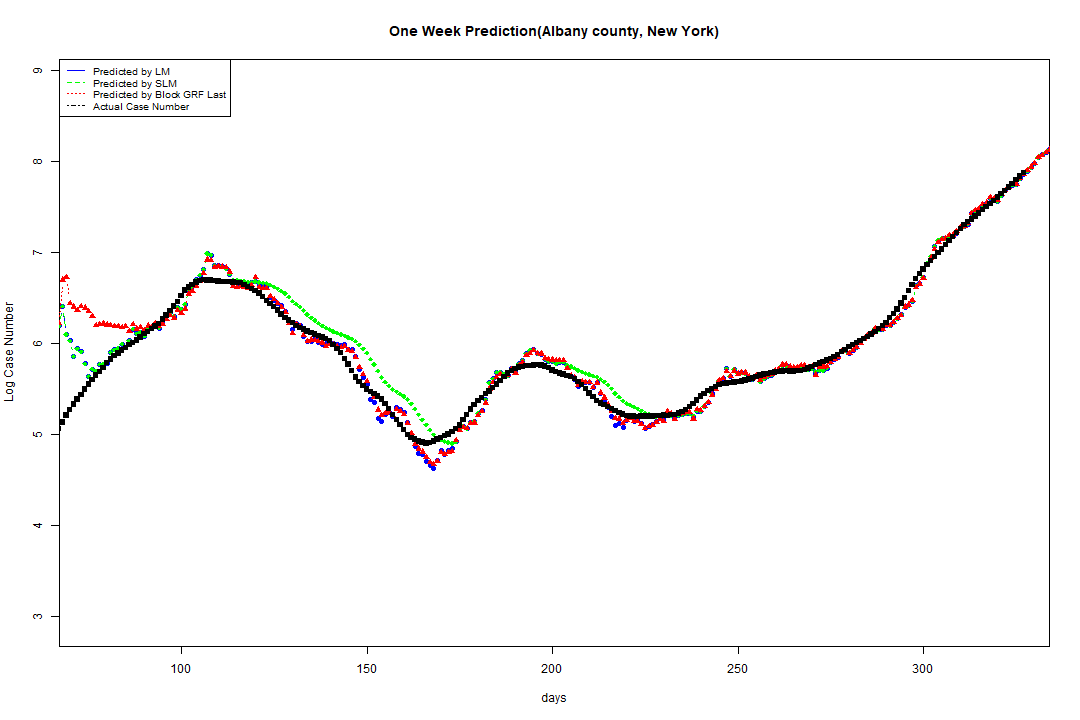 One Week Prediction(Albany county, New York)
Predicted by LM
Predicted by SLM
Predicted by Block GRF Last
Actual Case Number
9
8
7
6
5
4
3
Log Case Number
100 150 200 250 300
days